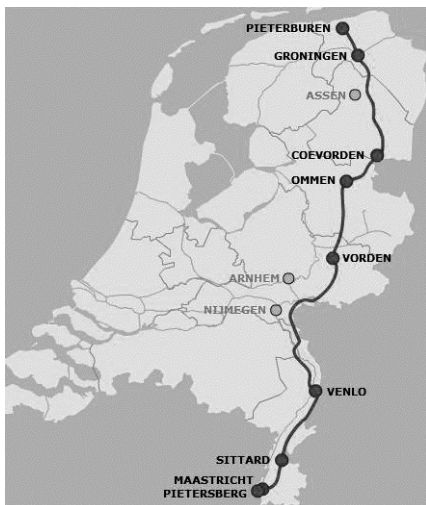 PIETERBUREN
GRONINGEN
ASSEN
COEVORDEN
OMMEN
VORDEN
ARNHEM
NIJMEGEN
VENLO
SITTARD
MAASTRICHT
PIETERSBERG